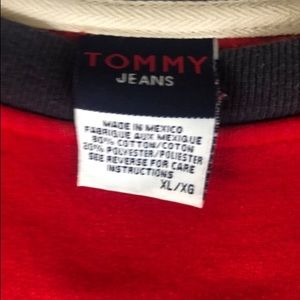 TOMMY
JEANS
MADE IN MEXICO
FABRIQUE AUX MEXIQUE
80% COTTON/COTON
20% POLYESTER/POLIESTER
SEE REVERSE FOR CARE
INSTRUCTIONS
XL/XG